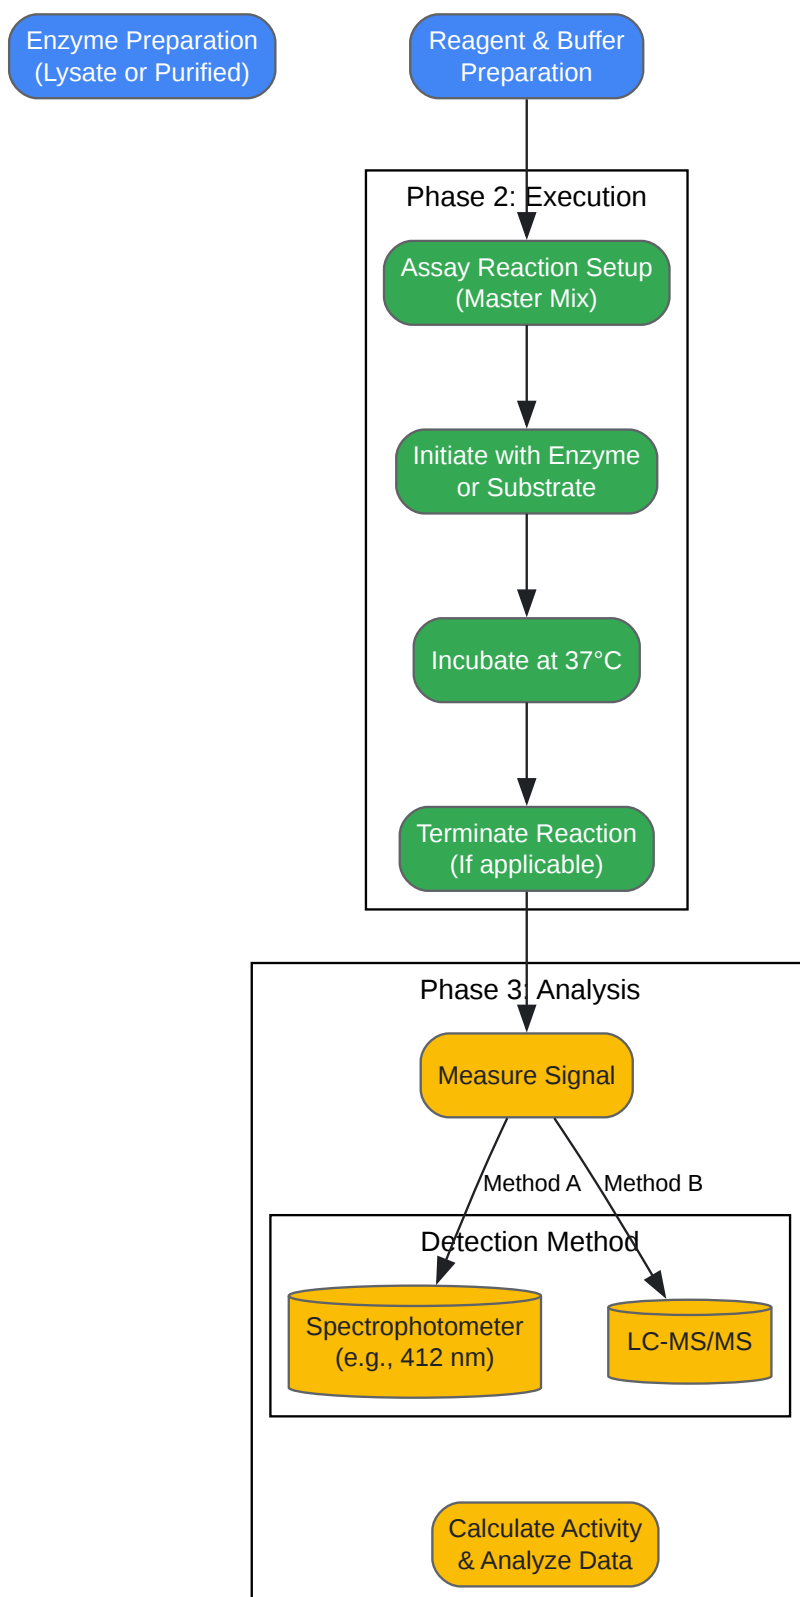 Enzyme Preparation
(Lysate or Purified)
Reagent & Buffer
Preparation
Phase 2: Execution
Assay Reaction Setup
(Master Mix)
Initiate with Enzyme
or Substrate
Incubate at 37°C
Terminate Reaction
(If applicable)
Phase 3: Analysis
Measure Signal
Method A
Method B
Detection Method
Spectrophotometer
(e.g., 412 nm)
LC-MS/MS
Calculate Activity
& Analyze Data